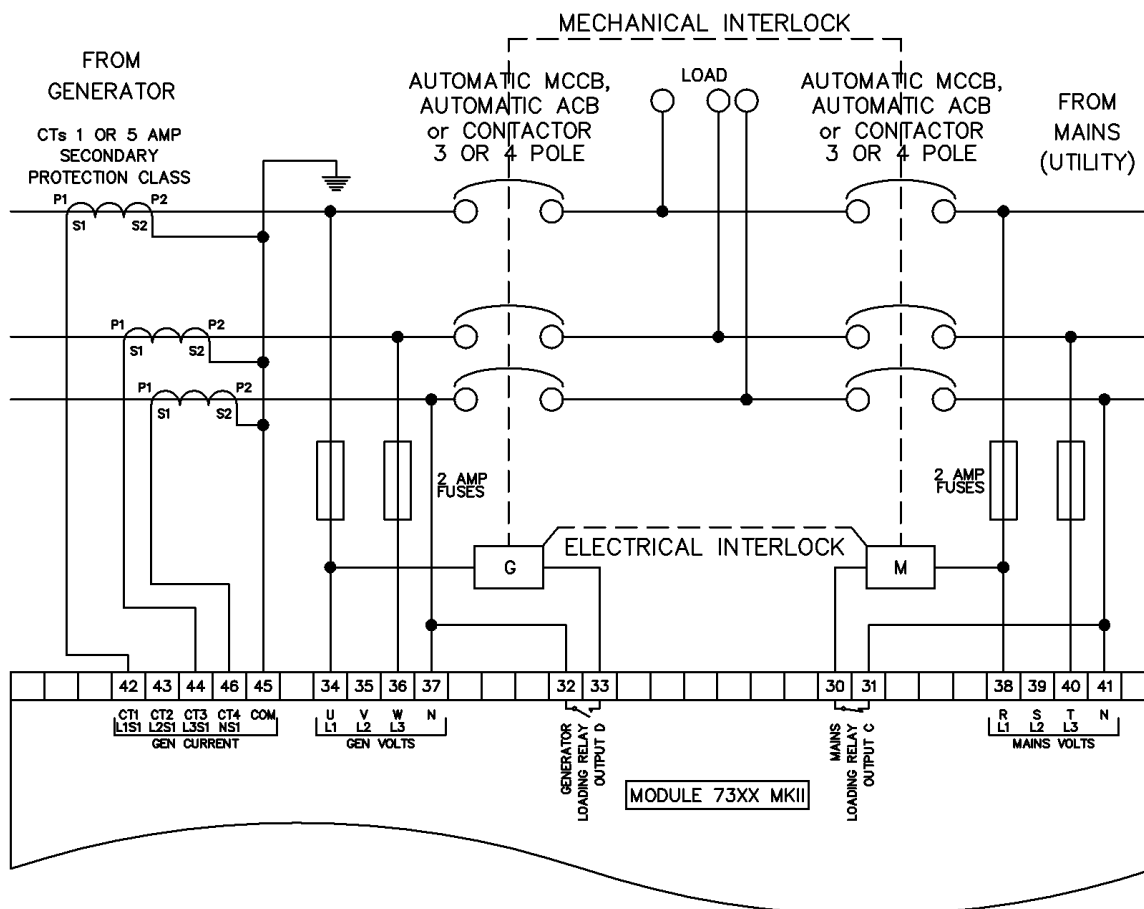 MECHANICAL INTERLOCK
FROM
GENERATOR
CTs 1 OR 5 AMP
SECONDARY
PROTECTION CLASS
AUTOMATIC MCCB,
AUTOMATIC ACB
or CONTACTOR
3 OR 4 POLE
LOAD
AUTOMATIC MCCB,
AUTOMATIC ACB
or CONTACTOR
3 OR 4 POLE
FROM
MAINS
(UTILITY)
P1 P2
S1 S2
P1 P2
S1 S2
P1 P2
S1 S2
2 AMP
FUSES
2 AMP
FUSES
ELECTRICAL INTERLOCK
G
M
42 43 44 46 45 34 35 36 37 32 33 30 31 38 39 40 41
CT1 CT2 CT3 CT4 COM
L1S1 L2S1 L3S1 NS1
GEN CURRENT
U V W N
L1 L2 L3
GEN VOLTS
GENERATOR
LOADING RELAY
OUTPUT D
MAINS
LOADING RELAY
OUTPUT C
R S T N
L1 L2 L3
MAINS VOLTS
MODULE 73XX MKII